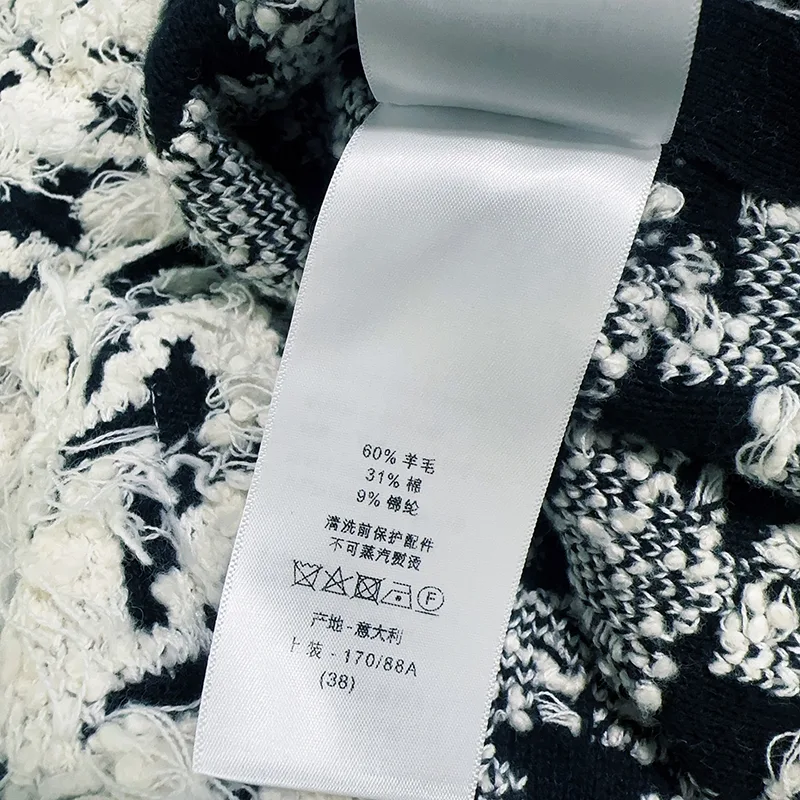 60% 羊毛
31% 棉
9% 锦纶
清洗前保护配件
不可蒸汽熨烫
F
产地 - 意大利
上装 - 170/88A
(38)